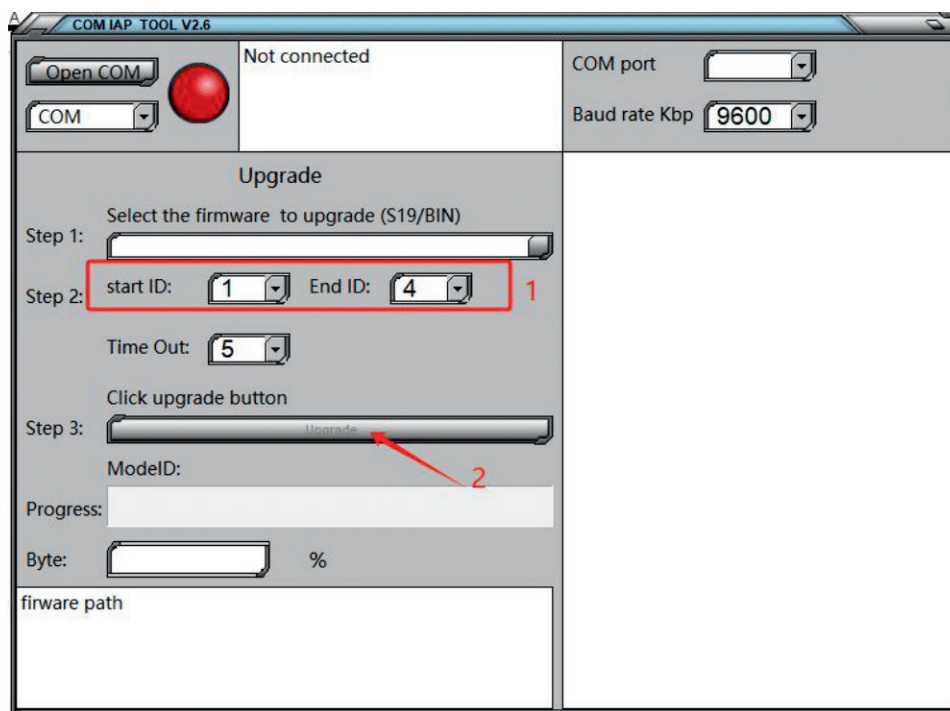 A
COM IAP TOOL V2.6
Open COM
COM
Not connected
COM port
Baud rate Kbp 9600
Upgrade
Select the firmware to upgrade (S19/BIN)
Step 1:
Step 2: start ID: 1 End ID: 4 1
Time Out: 5
Click upgrade button
Step 3: Upgrade
2
ModeID:
Progress:
Byte: %
firware path